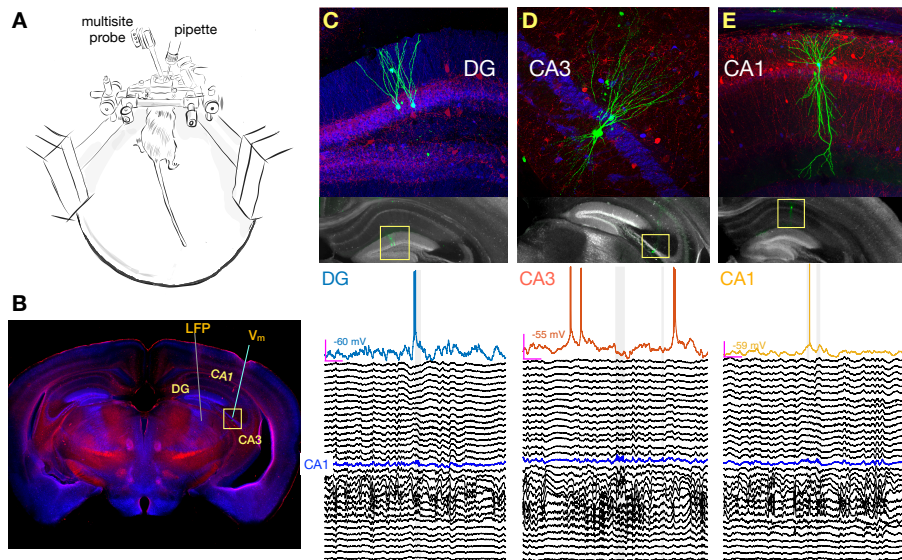 A
multisite
probe
pipette
C
DG
D
CA3
E
CA1
B
LFP
Vm
CA1
DG
CA3
DG
-60 mV
CA3
-55 mV
CA1
-59 mV
CA1